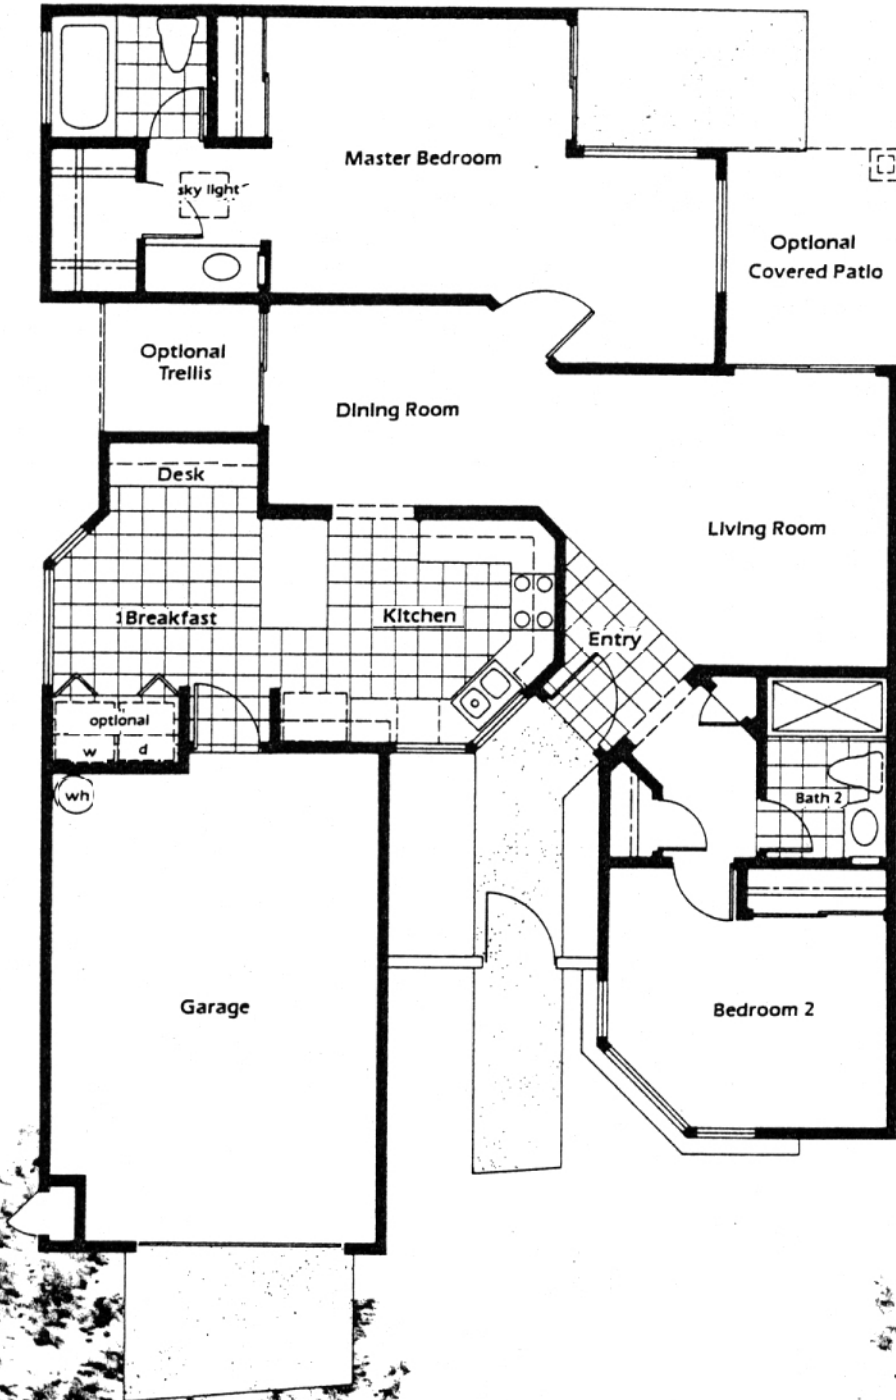 Master Bedroom
sky light
Optional
Covered Patio
Optional
Trellis
Dining Room
Desk
Living Room
1Breakfast
Kitchen
Entry
optional
w
d
wh
Bath 2
Garage
Bedroom 2